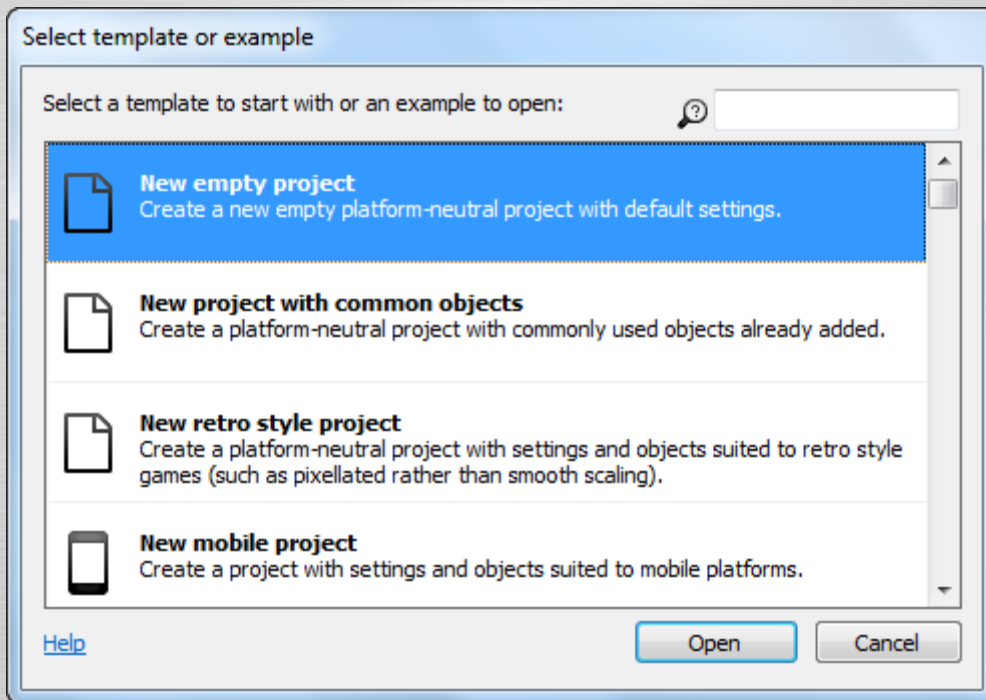 Select template or example
Select a template to start with or an example to open:
New empty project
Create a new empty platform-neutral project with default settings.
New project with common objects
Create a platform-neutral project with commonly used objects already added.
New retro style project
Create a platform-neutral project with settings and objects suited to retro style
games (such as pixellated rather than smooth scaling).
New mobile project
Create a project with settings and objects suited to mobile platforms.
Help
Open
Cancel